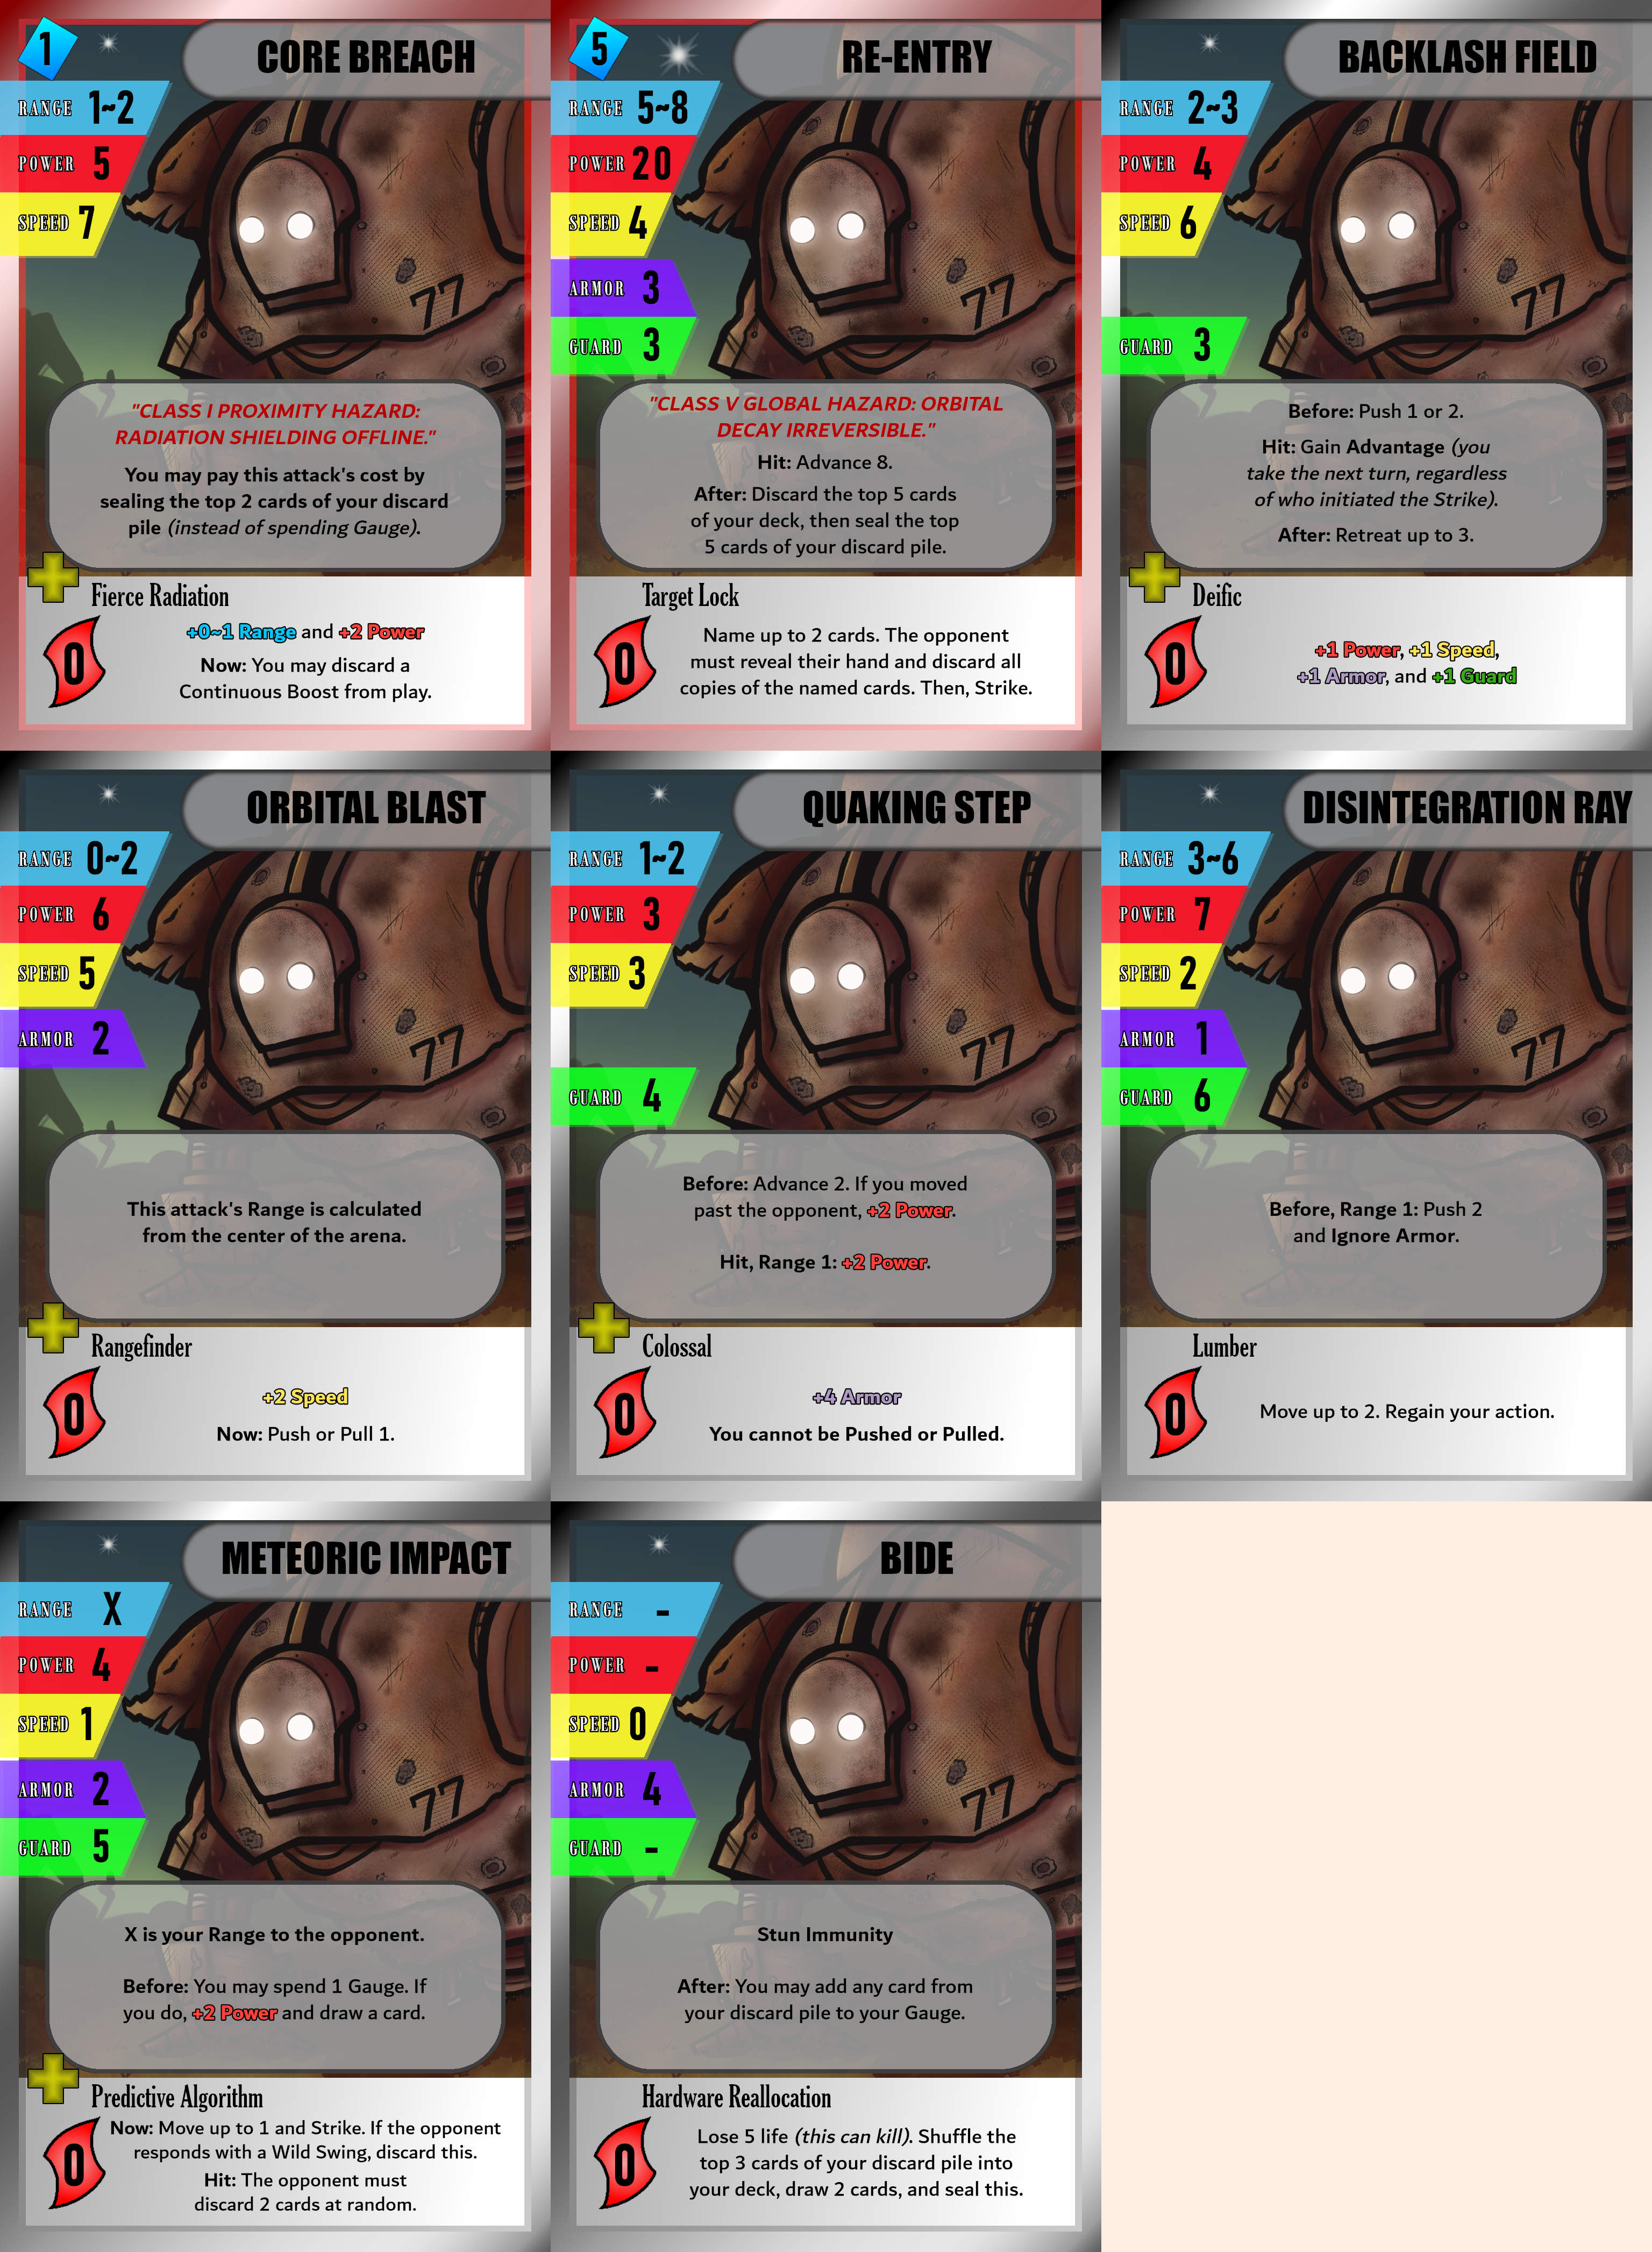 1
CORE BREACH
RANGE 1~2
POWER 5
SPEED 7
77
"CLASS I PROXIMITY HAZARD:
RADIATION SHIELDING OFFLINE."
You may pay this attack's cost by
sealing the top 2 cards of your discard
pile (instead of spending Gauge).
Fierce Radiation
0
+0~1 Range and +2 Power
Now: You may discard a
Continuous Boost from play.
5
RE-ENTRY
RANGE 5~8
POWER 20
SPEED 4
ARMOR 3
GUARD 3
77
"CLASS V GLOBAL HAZARD: ORBITAL
DECAY IRREVERSIBLE."
Hit: Advance 8.
After: Discard the top 5 cards
of your deck, then seal the top
5 cards of your discard pile.
Target Lock
0
Name up to 2 cards. The opponent
must reveal their hand and discard all
copies of the named cards. Then, Strike.
BACKLASH FIELD
RANGE 2~3
POWER 4
SPEED 6
GUARD 3
77
Before: Push 1 or 2.
Hit: Gain Advantage (you
take the next turn, regardless
of who initiated the Strike).
After: Retreat up to 3.
Deific
0
+1 Power, +1 Speed,
+1 Armor, and +1 Guard
ORBITAL BLAST
RANGE 0~2
POWER 6
SPEED 5
ARMOR 2
77
This attack's Range is calculated
from the center of the arena.
Rangefinder
0
+2 Speed
Now: Push or Pull 1.
QUAKING STEP
RANGE 1~2
POWER 3
SPEED 3
GUARD 4
77
Before: Advance 2. If you moved
past the opponent, +2 Power.
Hit, Range 1: +2 Power.
Colossal
0
+4 Armor
You cannot be Pushed or Pulled.
DISINTEGRATION RAY
RANGE 3~6
POWER 7
SPEED 2
ARMOR 1
GUARD 6
77
Before, Range 1: Push 2
and Ignore Armor.
Lumber
0
Move up to 2. Regain your action.
METEORIC IMPACT
RANGE X
POWER 4
SPEED 1
ARMOR 2
GUARD 5
77
X is your Range to the opponent.
Before: You may spend 1 Gauge. If
you do, +2 Power and draw a card.
Predictive Algorithm
0
Now: Move up to 1 and Strike. If the opponent
responds with a Wild Swing, discard this.
Hit: The opponent must
discard 2 cards at random.
BIDE
RANGE -
POWER -
SPEED 0
ARMOR 4
GUARD -
77
Stun Immunity
After: You may add any card from
your discard pile to your Gauge.
Hardware Reallocation
0
Lose 5 life (this can kill). Shuffle the
top 3 cards of your discard pile into
your deck, draw 2 cards, and seal this.